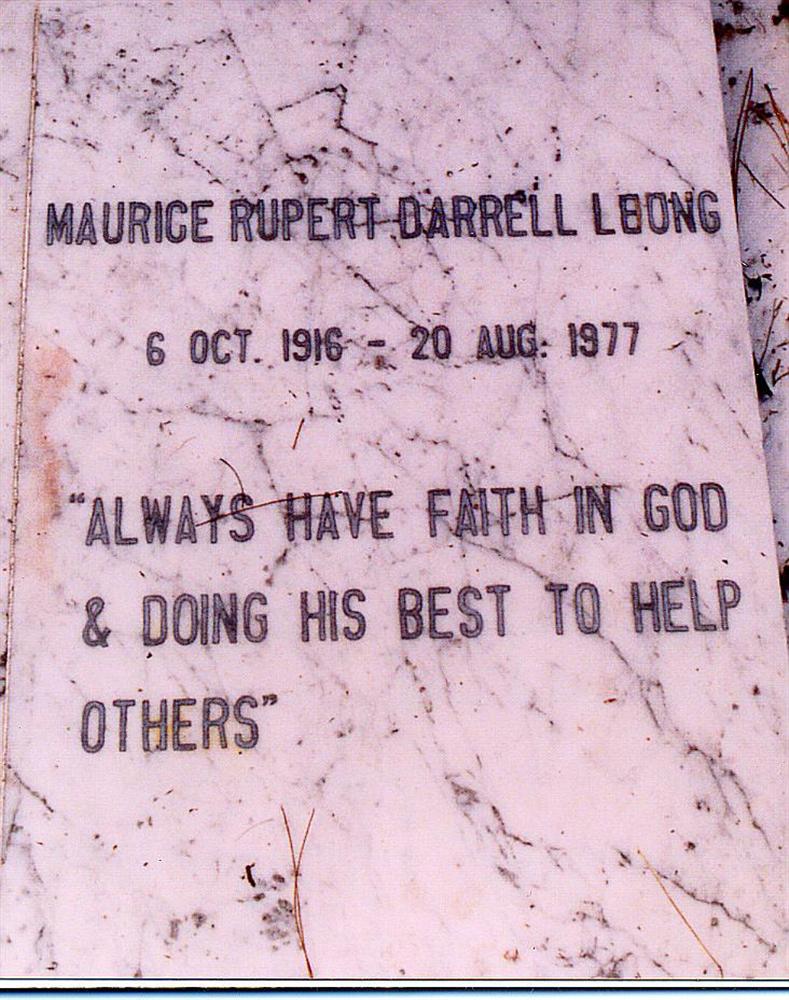 MAURICE RUPERT DARRELL LEONG
6 OCT. 1916 - 20 AUG. 1977
“ALWAYS HAVE FAITH IN GOD
& DOING HIS BEST TO HELP
OTHERS”